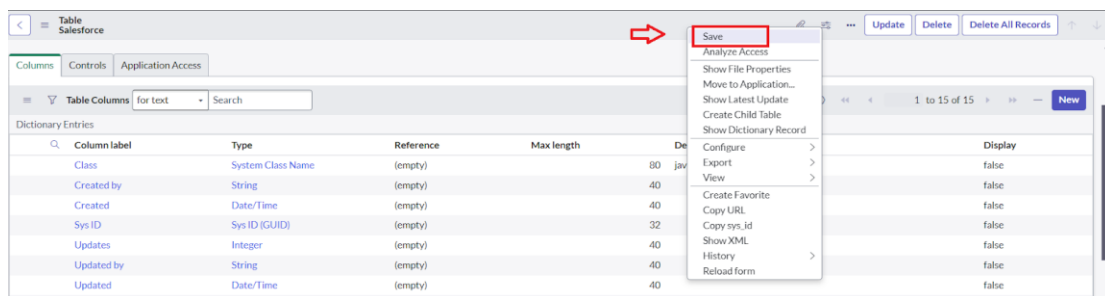 Table
Salesforce
Update
Delete
Delete All Records
Save
Analyze Access
Show File Properties
Move to Application...
Show Latest Update
Create Child Table
Show Dictionary Record
Configure
Export
View
Create Favorite
Copy URL
Copy sys_id
Show XML
History
Reload form
Columns
Controls
Application Access
Table Columns for text Search
1 to 15 of 15 New
Dictionary Entries
Column label Type Reference Max length De Display
Class System Class Name (empty) 80 jav false
Created by String (empty) 40 false
Created Date/Time (empty) 40 false
Sys ID Sys ID (GUID) (empty) 32 false
Updates Integer (empty) 40 false
Updated by String (empty) 40 false
Updated Date/Time (empty) 40 false